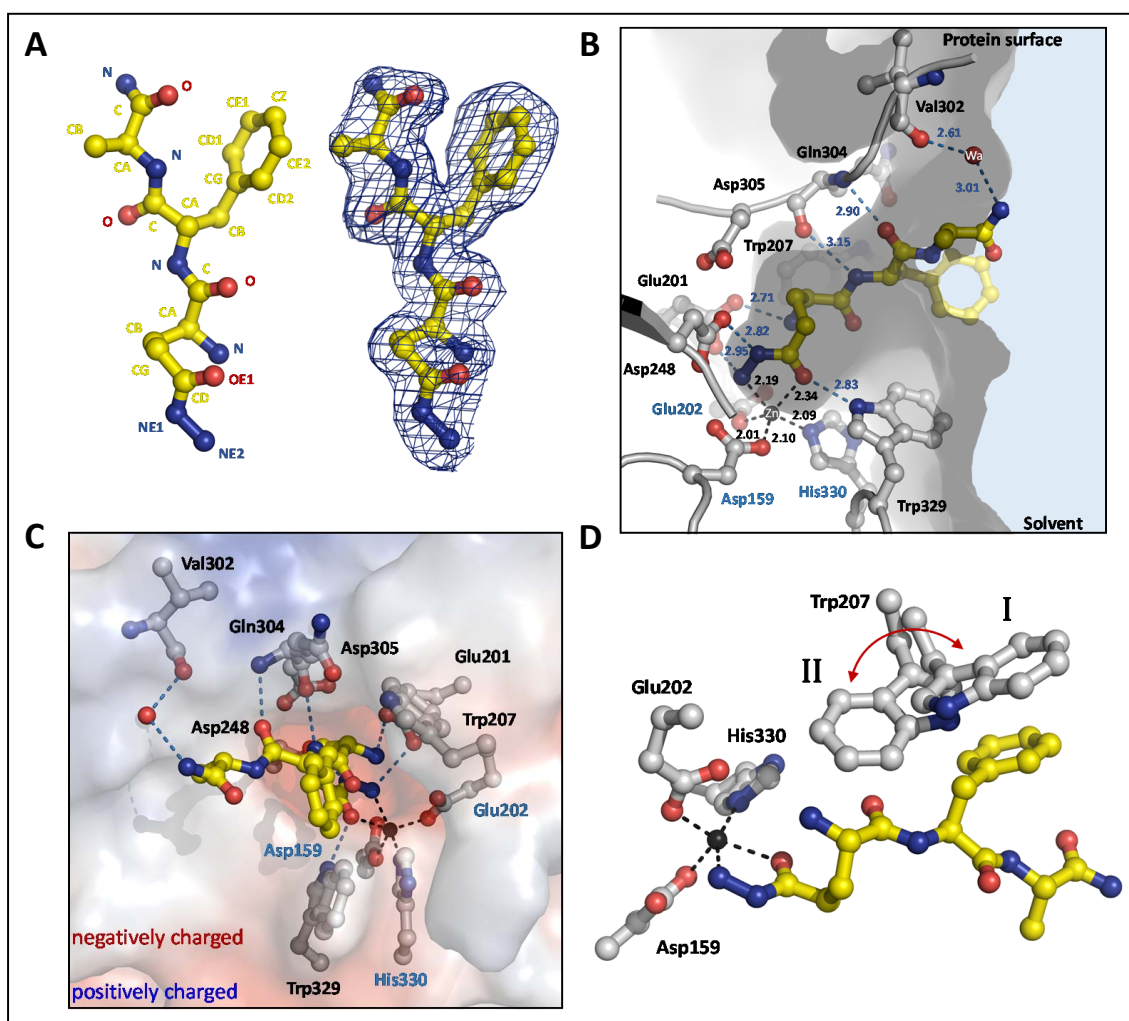 A
N
O
C
CB
CA
N
CE1
CZ
CD1
CE2
CG
CD2
CA
O
C
CB
N
C
O
CA
CB
N
CG
OE1
CD
NE1
NE2
B
Protein surface
Val302
2.61
Wa
3.01
Gln304
Asp305
2.90
Trp207
3.15
Glu201
2.71
2.82
2.95
Asp248
2.19
2.34
2.83
Glu202
Zn
2.09
2.01
2.10
Asp159
His330
Trp329
Solvent
C
Val302
Gln304
Asp305
Glu201
Asp248
Trp207
Glu202
Asp159
negatively charged
positively charged
Trp329
His330
D
Trp207
I
II
Glu202
His330
Asp159